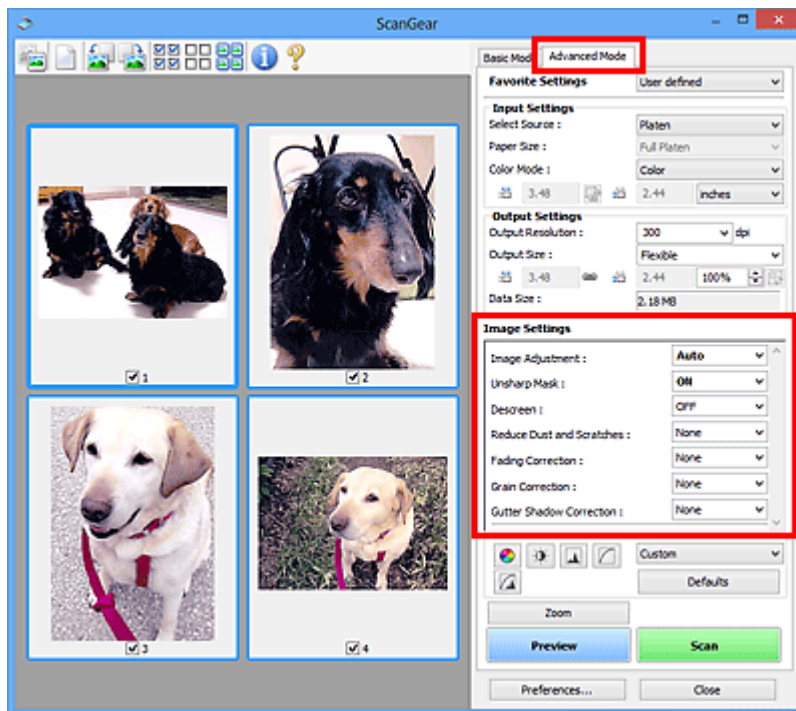 ScanGear
Basic Mode
Advanced Mode
Favorite Settings User defined
Input Settings
Select Source : Platen
Paper Size : Full Platen
Color Mode : Color
3.48 2.44 inches
Output Settings
Output Resolution : 300 dpi
Output Size : Flexible
3.48 2.44 100%
Data Size : 2.18 MB
Image Settings
Image Adjustment : Auto
Unsharp Mask : ON
Descreen : OFF
Reduce Dust and Scratches : None
Fading Correction : None
Grain Correction : None
Gutter Shadow Correction : None
Custom
Defaults
Zoom
Preview Scan
Preferences... Close
1
2
3
4